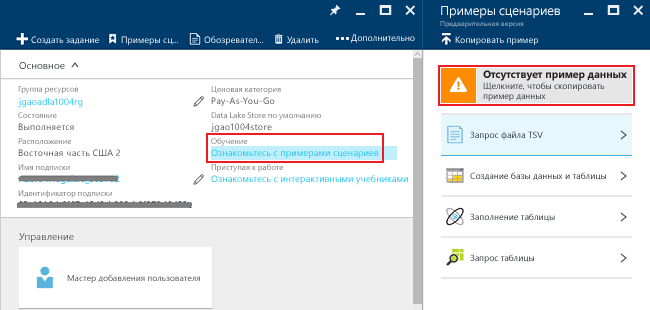 Создать задание
Примеры сц...
Обозревател...
Удалить
Дополнительно
Основное
Группа ресурсов
jgaoadla1004rg
Состояние
Выполняется
Расположение
Восточная часть США 2
Имя подписки
Идентификатор подписки
Ценовая категория
Pay-As-You-Go
Data Lake Store по умолчанию
jgao1004store
Обучение
Ознакомьтесь с примерами сценариев
Приступая к работе
Ознакомьтесь с интерактивными учебниками
Управление
Мастер добавления пользователя
Примеры сценариев
Предварительная версия
Копировать пример
Отсутствует пример данных
Щелкните, чтобы скопировать
пример данных
Запрос файла TSV
Создание базы данных и таблицы
Заполнение таблицы
Запрос таблицы